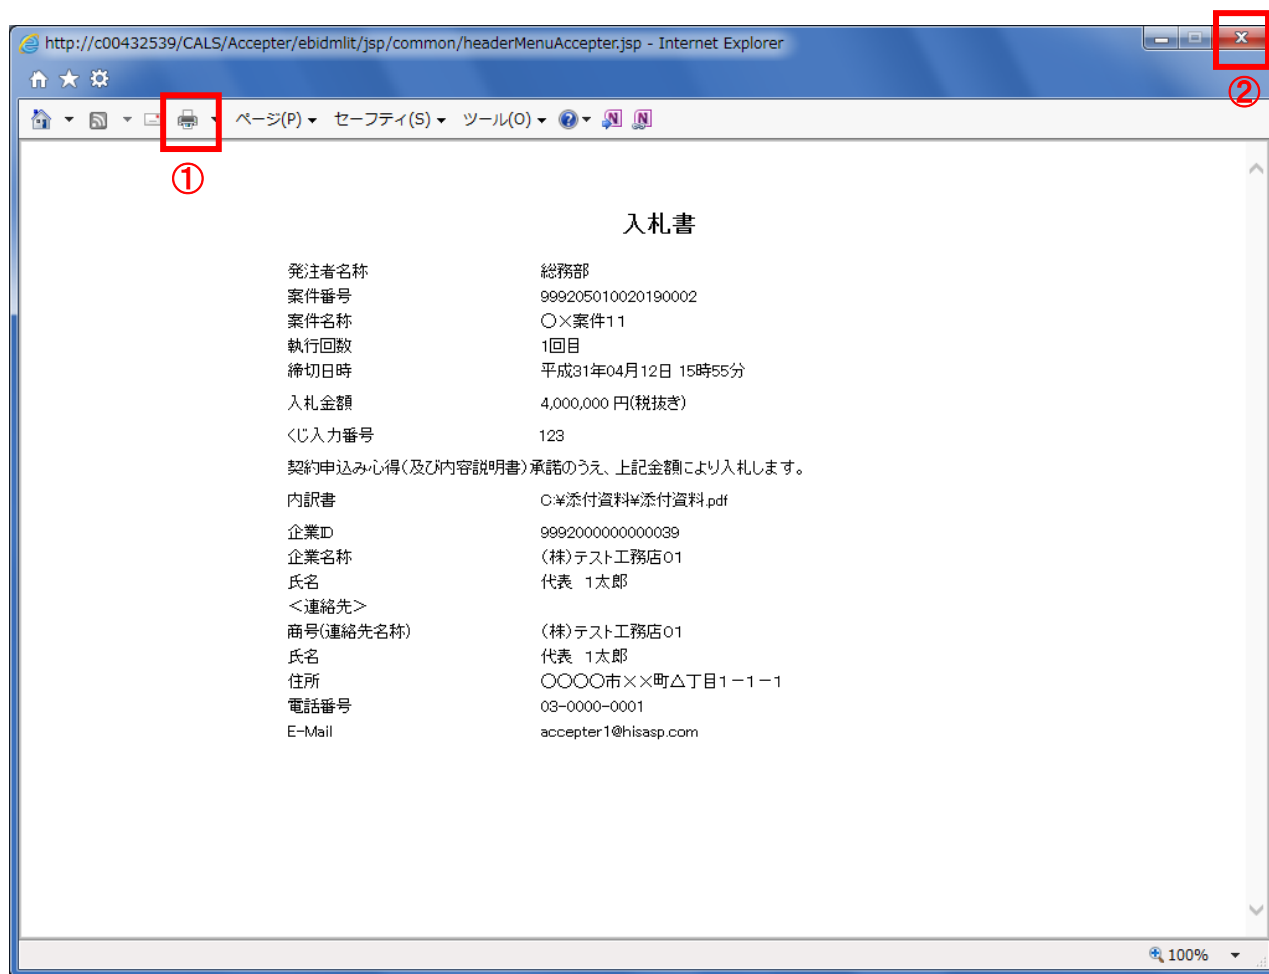 http://c00432539/CALS/Accepter/ebidmlit/jsp/common/headerMenuAccepter.jsp - Internet Explorer
②
ページ(P) セーフティ(S) ツール(O)
①
入札書
発注者名称 総務部
案件番号 999205010020190002
案件名称 〇×案件11
執行回数 1回目
締切日時 平成31年04月12日 15時55分
入札金額 4,000,000 円(税抜き)
くじ入力番号 123
契約申込み心得(及び内容説明書)承諾のうえ、上記金額により入札します。
内訳書 C:¥添付資料¥添付資料.pdf
企業ID 9992000000000039
企業名称 (株)テスト工務店01
氏名 代表 1太郎
<連絡先>
商号(連絡先名称) (株)テスト工務店01
氏名 代表 1太郎
住所 〇〇〇〇市××町△丁目1-1-1
電話番号 03-0000-0001
E-Mail accepter1@hisasp.com
100%